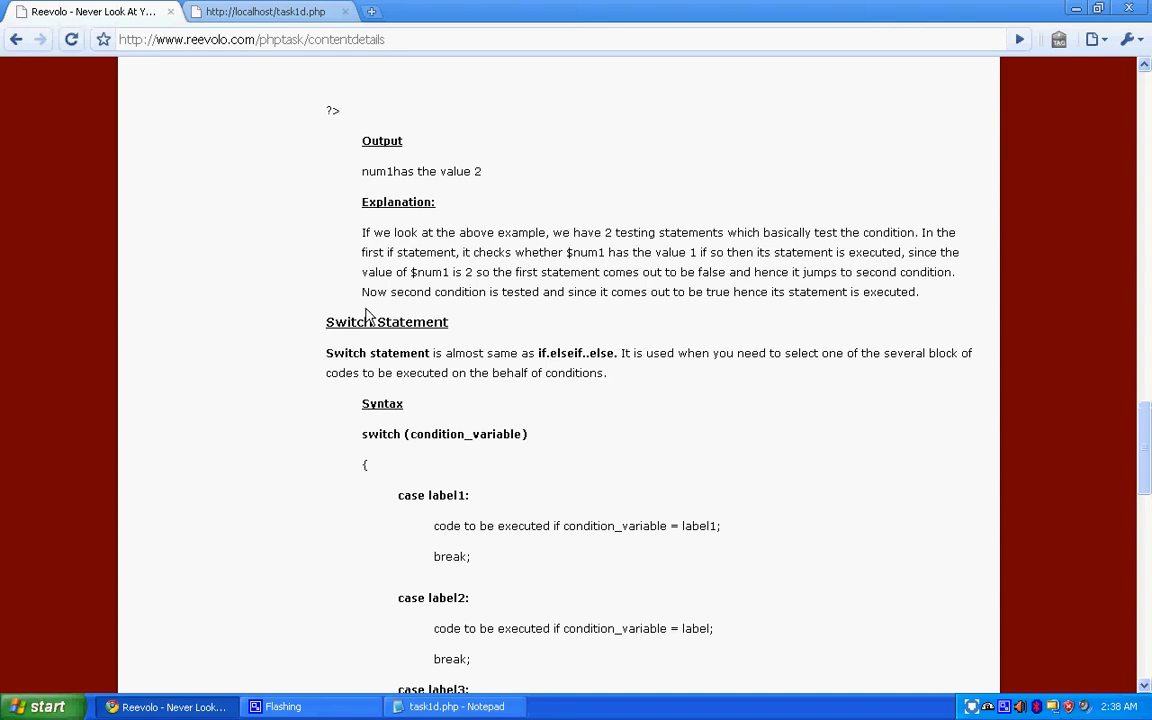 Reevolo - Never Look At Y...
http://localhost/task1d.php
http://www.reevolo.com/phptask/contentdetails
?>
Output
num1has the value 2
Explanation:
If we look at the above example, we have 2 testing statements which basically test the condition. In the
first if statement, it checks whether $num1 has the value 1 if so then its statement is executed, since the
value of $num1 is 2 so the first statement comes out to be false and hence it jumps to second condition.
Now second condition is tested and since it comes out to be true hence its statement is executed.
Switch Statement
Switch statement is almost same as if.elseif..else. It is used when you need to select one of the several block of
codes to be executed on the behalf of conditions.
Syntax
switch (condition_variable)
{
case label1:
code to be executed if condition_variable = label1;
break;
case label2:
code to be executed if condition_variable = label;
break;
case label3:
start
Reevolo - Never Look...
Flashing
task1d.php - Notepad
2:38 AM